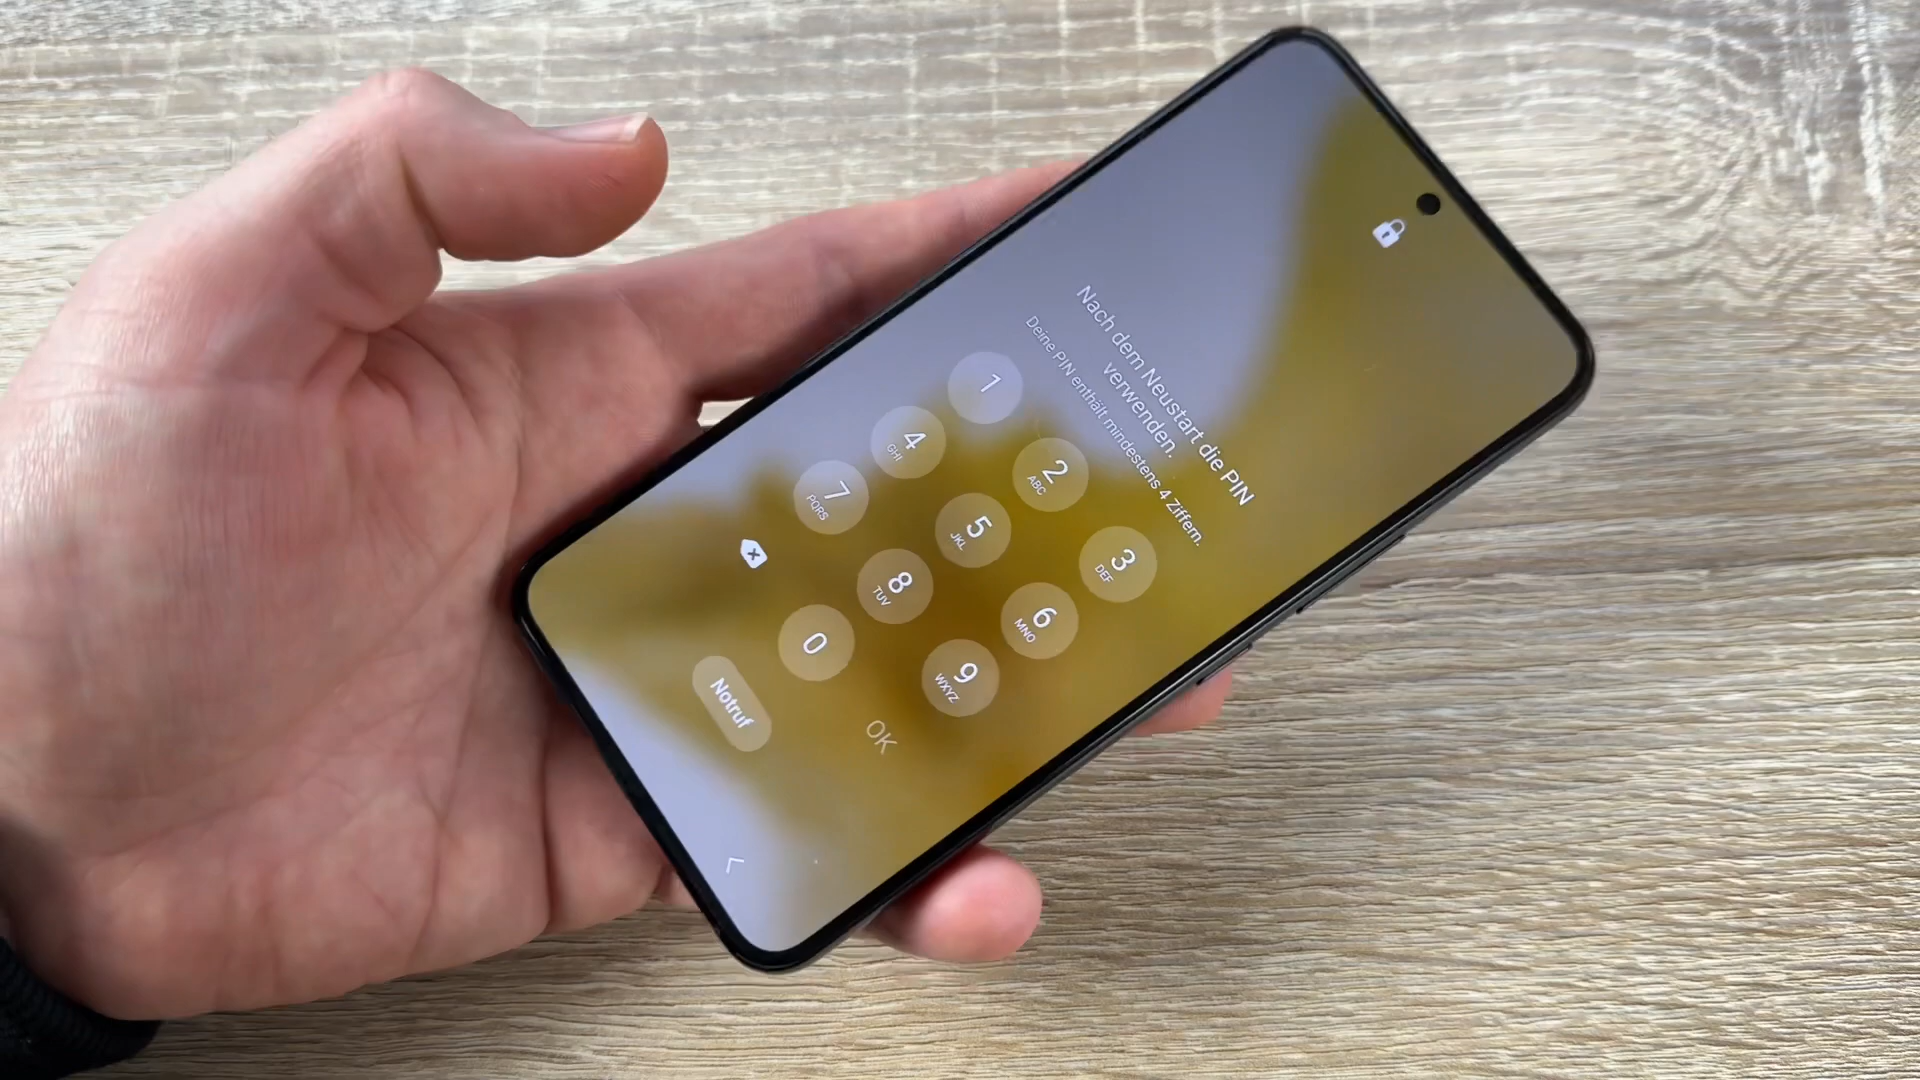 Nach dem Neustart die PIN
verwenden.
Deine PIN enthält mindestens 4 Ziffern.
1
2
ABC
3
DEF
4
GHI
5
JKL
6
MNO
7
PQRS
8
TUV
9
WXYZ
0
OK
Notruf